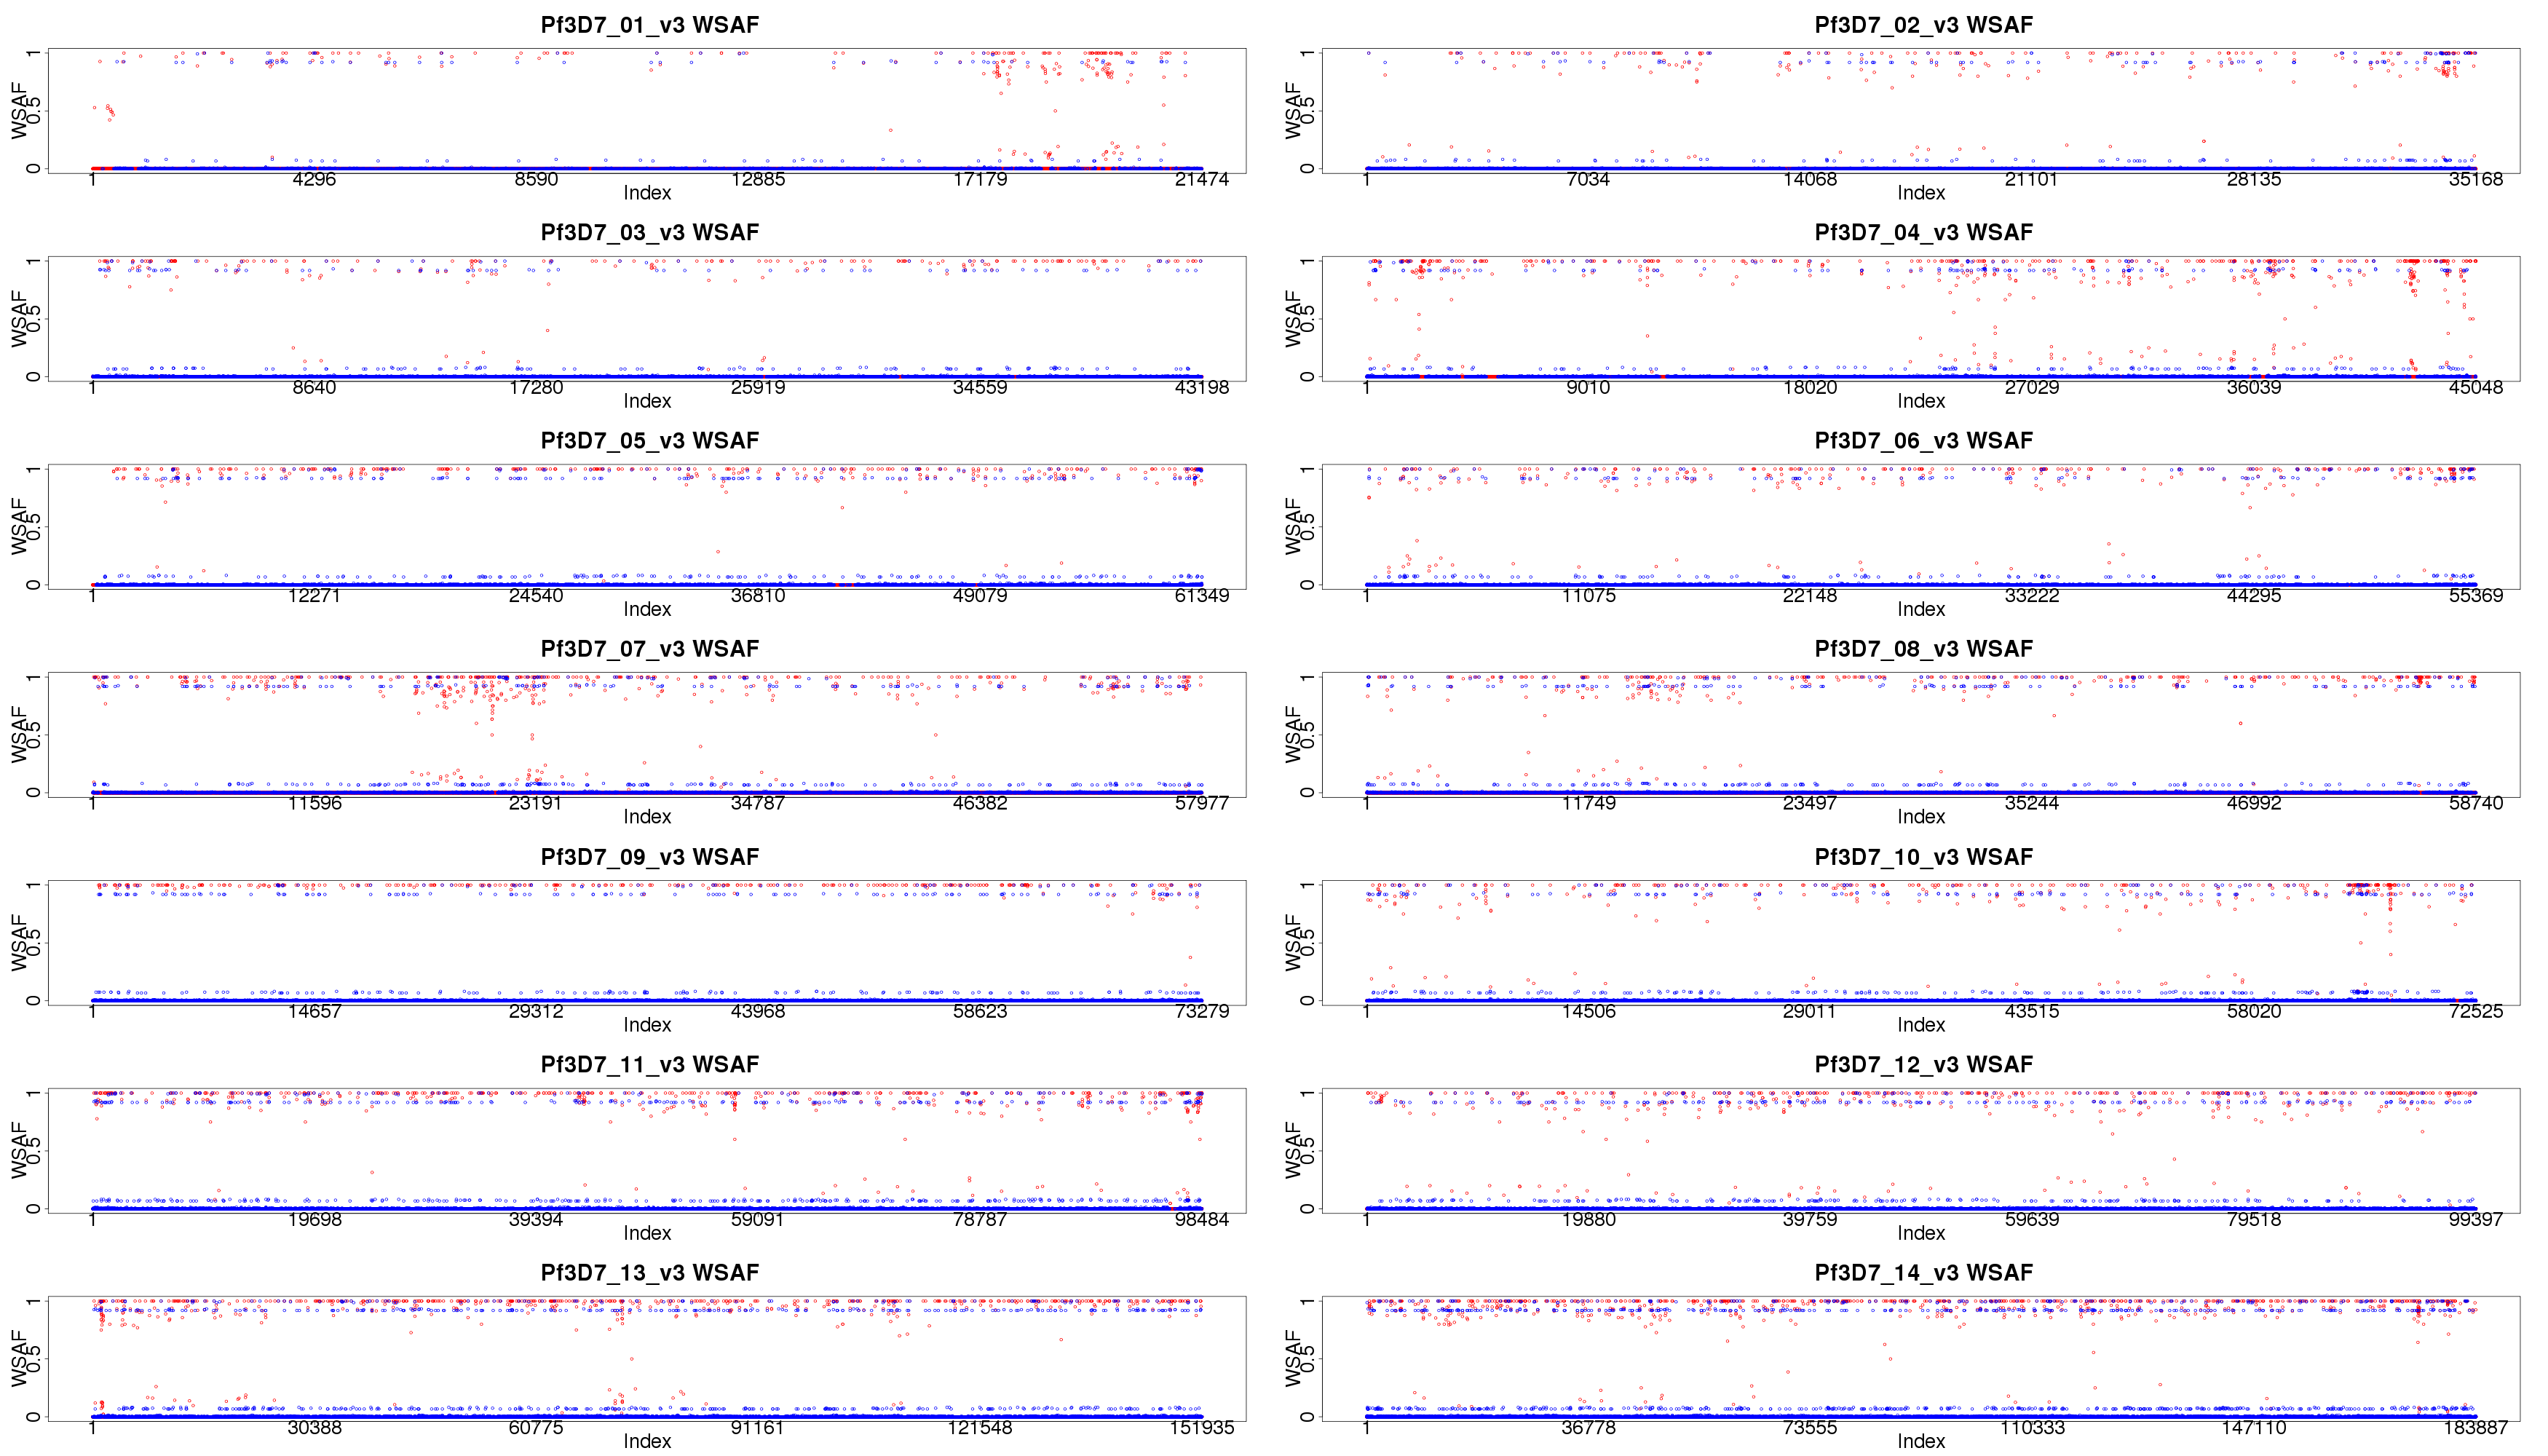 Pf3D7_01_v3 WSAF
WSAF
0 0.5 1
1 4296 8590 12885 17179 21474
Index
Pf3D7_02_v3 WSAF
WSAF
0 0.5 1
1 7034 14068 21101 28135 35168
Index
Pf3D7_03_v3 WSAF
WSAF
0 0.5 1
1 8640 17280 25919 34559 43198
Index
Pf3D7_04_v3 WSAF
WSAF
0 0.5 1
1 9010 18020 27029 36039 45048
Index
Pf3D7_05_v3 WSAF
WSAF
0 0.5 1
1 12271 24540 36810 49079 61349
Index
Pf3D7_06_v3 WSAF
WSAF
0 0.5 1
1 11075 22148 33222 44295 55369
Index
Pf3D7_07_v3 WSAF
WSAF
0 0.5 1
1 11596 23191 34787 46382 57977
Index
Pf3D7_08_v3 WSAF
WSAF
0 0.5 1
1 11749 23497 35244 46992 58740
Index
Pf3D7_09_v3 WSAF
WSAF
0 0.5 1
1 14657 29312 43968 58623 73279
Index
Pf3D7_10_v3 WSAF
WSAF
0 0.5 1
1 14506 29011 43515 58020 72525
Index
Pf3D7_11_v3 WSAF
WSAF
0 0.5 1
1 19698 39394 59091 78787 98484
Index
Pf3D7_12_v3 WSAF
WSAF
0 0.5 1
1 19880 39759 59639 79518 99397
Index
Pf3D7_13_v3 WSAF
WSAF
0 0.5 1
1 30388 60775 91161 121548 151935
Index
Pf3D7_14_v3 WSAF
WSAF
0 0.5 1
1 36778 73555 110333 147110 183887
Index